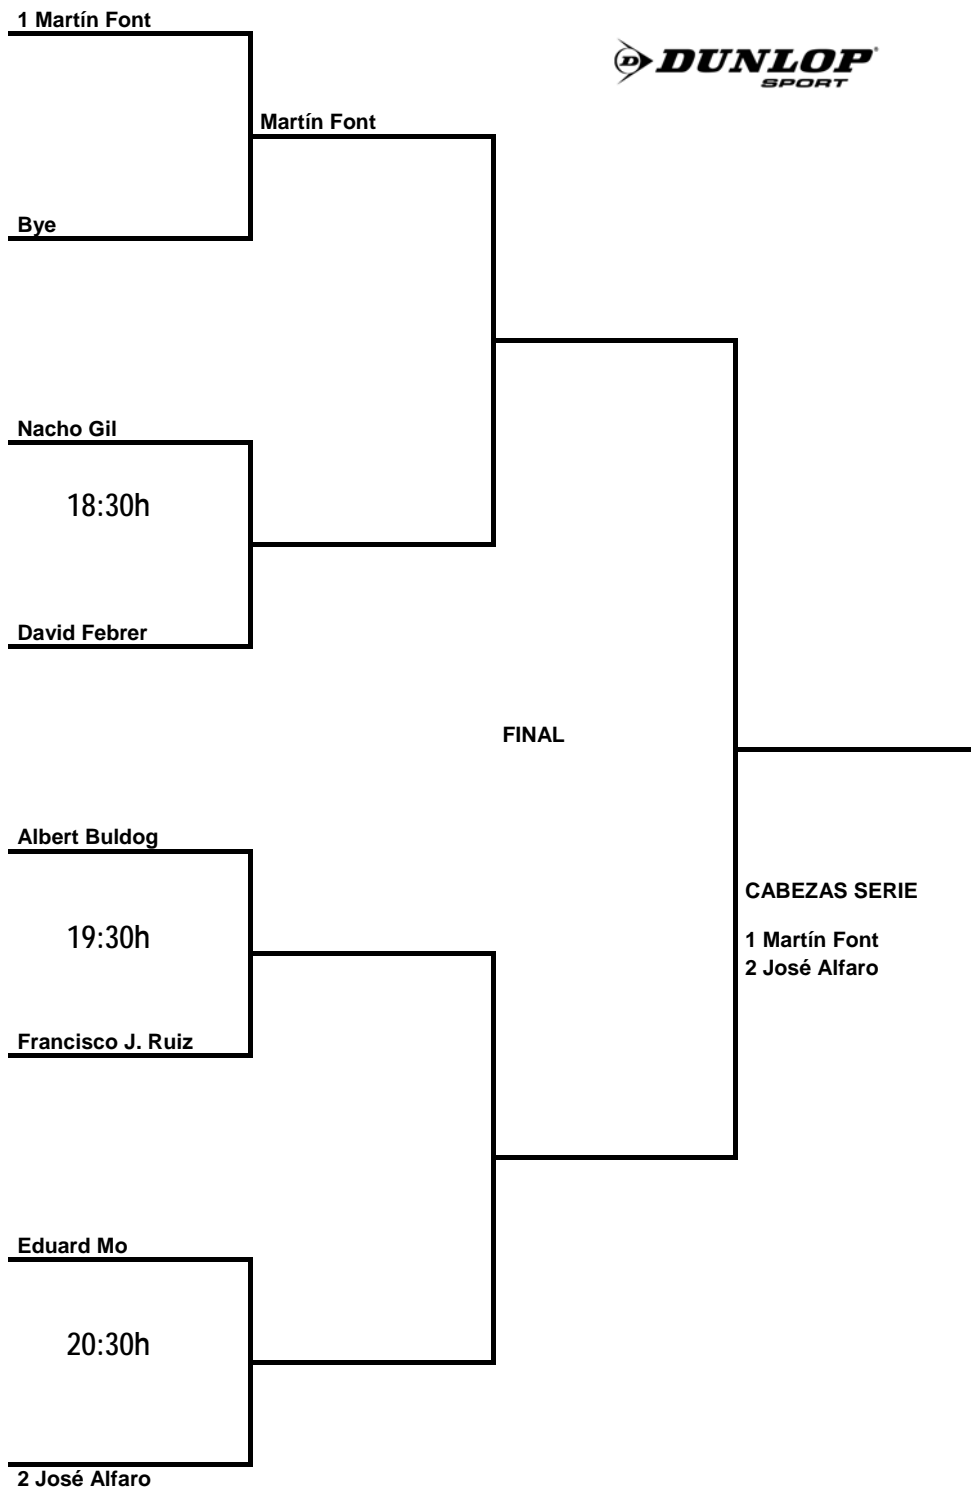 1 Martín Font
DUNLOP
SPORT
Martín Font
Bye
Nacho Gil
18:30h
David Febrer
FINAL
Albert Buldog
CABEZAS SERIE
19:30h
1 Martín Font
2 José Alfaro
Francisco J. Ruiz
Eduard Mo
20:30h
2 José Alfaro